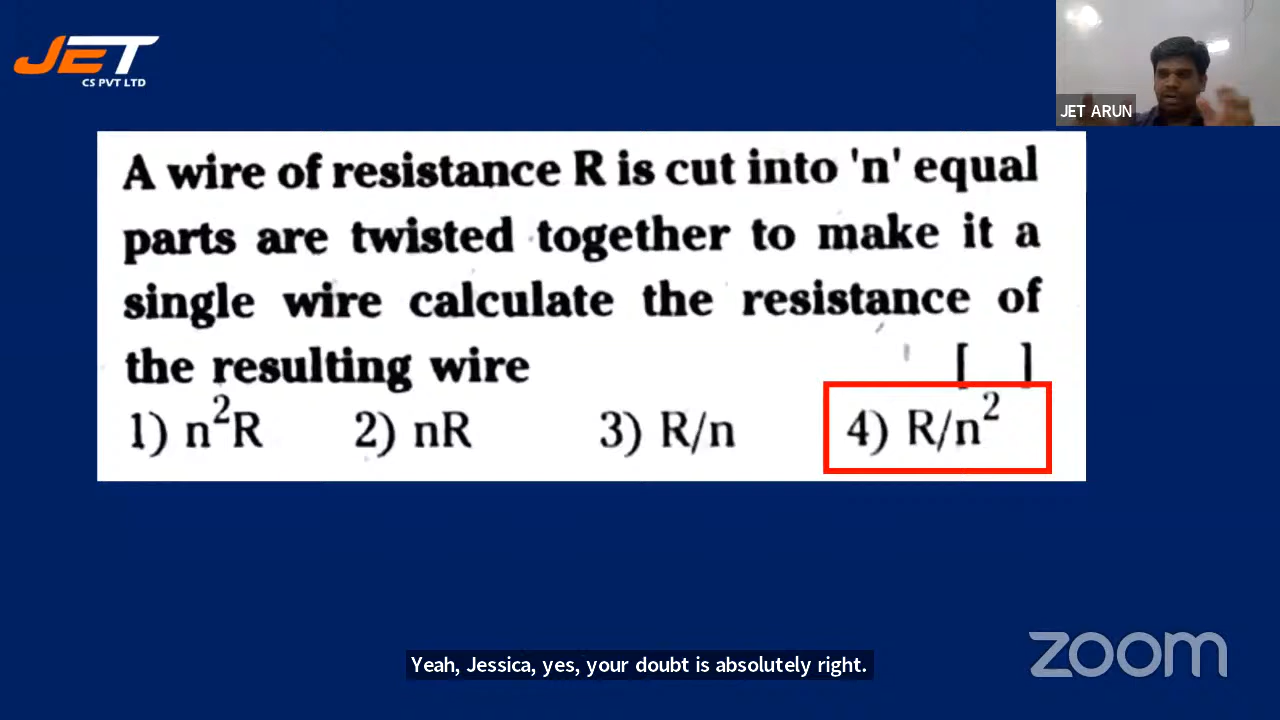 JET
CS PVT LTD
JET ARUN
A wire of resistance R is cut into 'n' equal
parts are twisted together to make it a
single wire calculate the resistance of
the resulting wire [ ]
1) n²R 2) nR 3) R/n 4) R/n²
Yeah, Jessica, yes, your doubt is absolutely right.
zoom